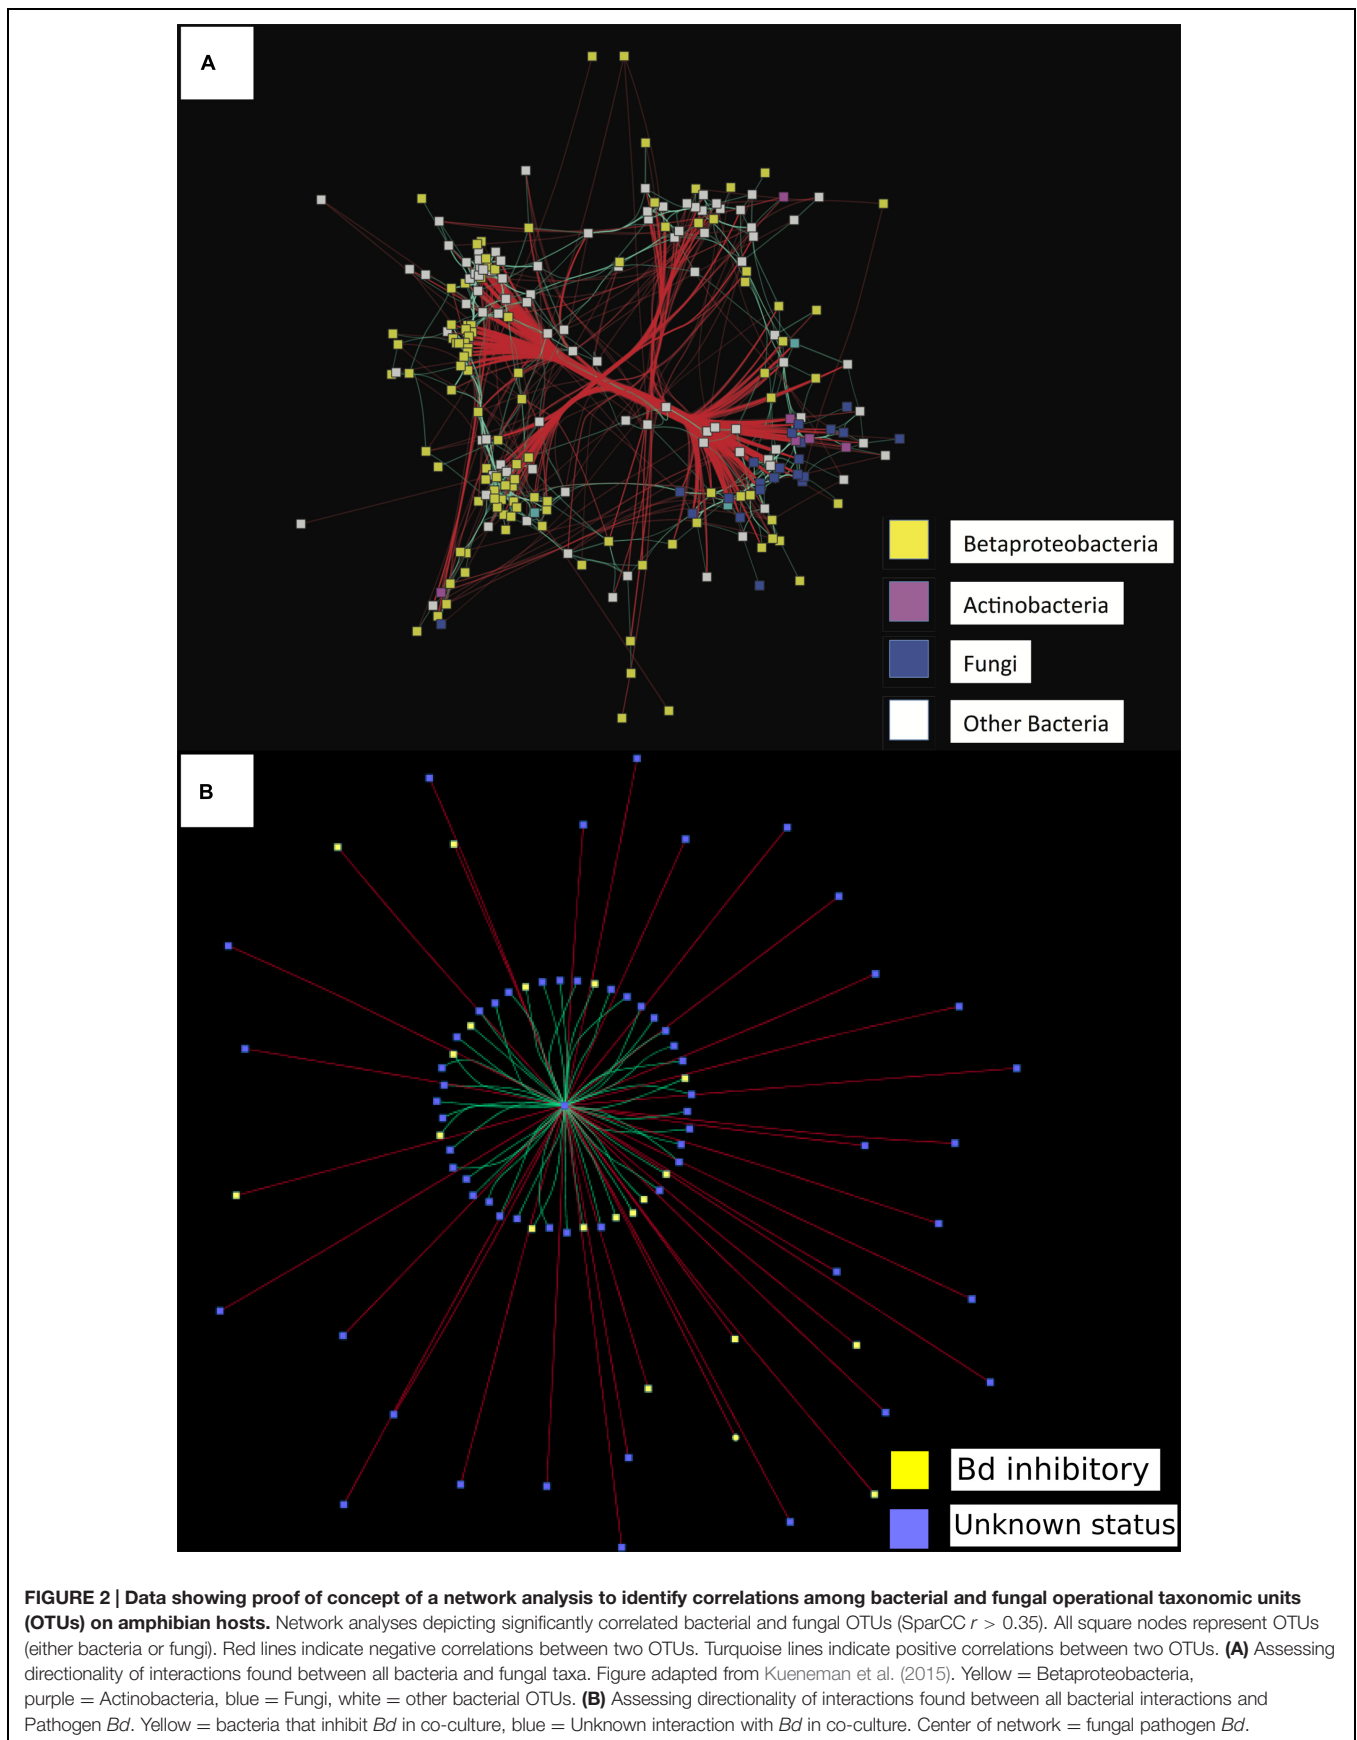 A
Betaproteobacteria
Actinobacteria
Fungi
Other Bacteria
B
Bd inhibitory
Unknown status
FIGURE 2 | Data showing proof of concept of a network analysis to identify correlations among bacterial and fungal operational taxonomic units
(OTUs) on amphibian hosts. Network analyses depicting significantly correlated bacterial and fungal OTUs (SparCC r > 0.35). All square nodes represent OTUs
(either bacteria or fungi). Red lines indicate negative correlations between two OTUs. Turquoise lines indicate positive correlations between two OTUs. (A) Assessing
directionality of interactions found between all bacteria and fungal taxa. Figure adapted from Kueneman et al. (2015). Yellow = Betaproteobacteria,
purple = Actinobacteria, blue = Fungi, white = other bacterial OTUs. (B) Assessing directionality of interactions found between all bacterial interactions and
Pathogen Bd. Yellow = bacteria that inhibit Bd in co-culture, blue = Unknown interaction with Bd in co-culture. Center of network = fungal pathogen Bd.